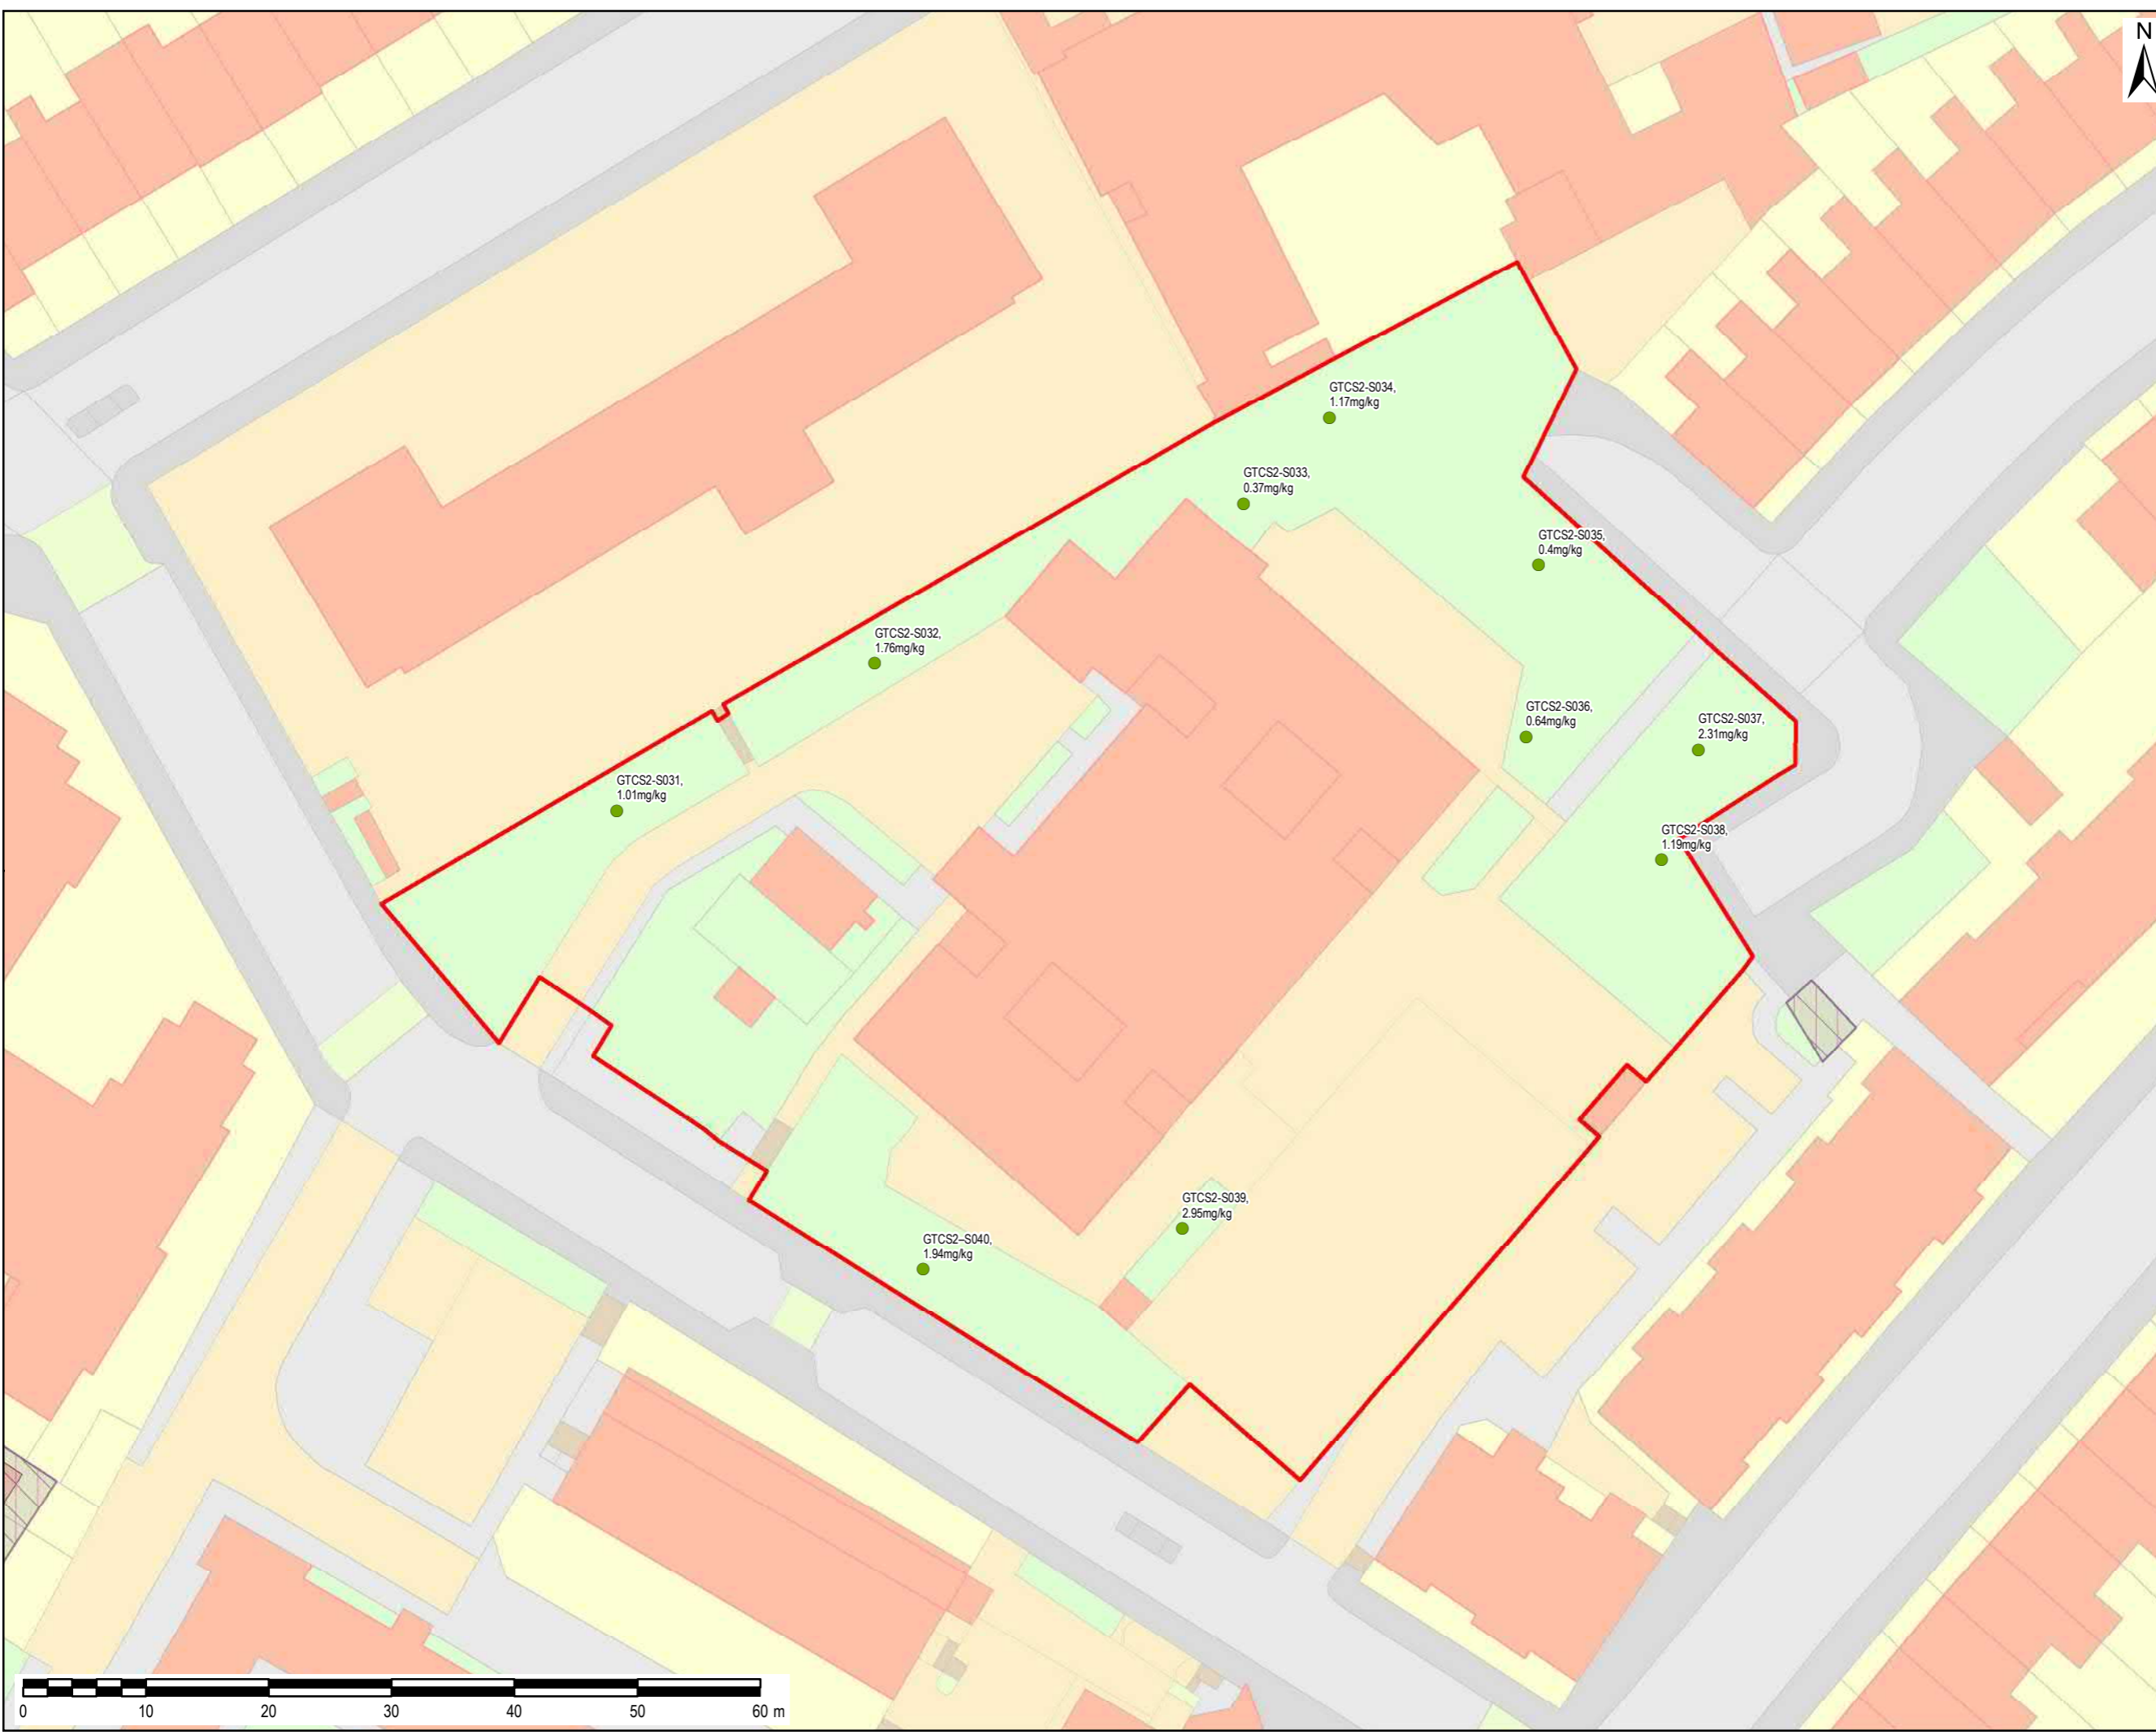 N
GTCS2-S034,
1.17mg/kg
GTCS2-S033,
0.37mg/kg
GTCS2-S035,
0.4mg/kg
GTCS2-S032,
1.76mg/kg
GTCS2-S036,
0.64mg/kg
GTCS2-S037,
2.31mg/kg
GTCS2-S031,
1.01mg/kg
GTCS2-S038,
1.19mg/kg
GTCS2-S039,
2.95mg/kg
GTCS2–S040,
1.94mg/kg
0 10 20 30 40 50 60 m